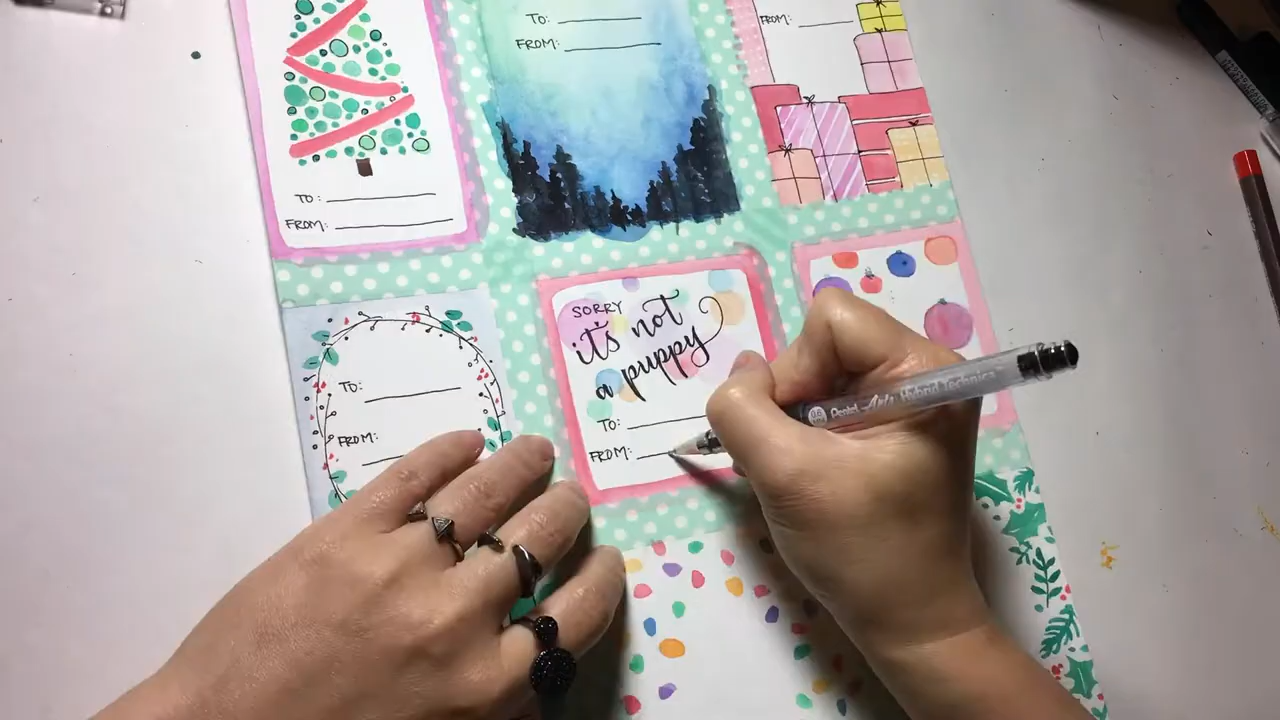 TO:
FROM:
TO:
FROM:
FROM:
TO:
FROM:
SORRY
it's not
a puppy
TO:
FROM:
Pentel Arts Hybrid Technica